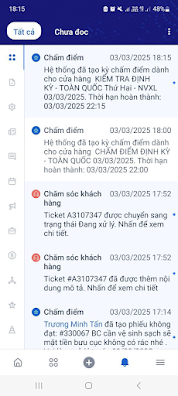 18:15
48%
Tất cả
Chưa đọc
Chấm điểm 03/03/2025 18:15
Hệ thống đã tạo kỳ chấm điểm dành
cho cửa hàng KIỂM TRA ĐỊNH
KỲ - TOÀN QUỐC Thứ Hai - NVXL
03/03/2025. Thời hạn hoàn thành:
03/03/2025 22:15
Chấm điểm 03/03/2025 18:00
Hệ thống đã tạo kỳ chấm điểm dành
cho cửa hàng CHẤM ĐIỂM ĐỊNH KỲ
- TOÀN QUỐC 03/03/2025. Thời hạn
hoàn thành: 03/03/2025 22:00
Chăm sóc khách 03/03/2025 17:52
hàng
Ticket A3107347 được chuyển sang
trạng thái Đang xử lý. Nhấn để xem
chi tiết.
Chăm sóc khách 03/03/2025 17:52
hàng
Ticket #A3107347 đã được thêm nội
dung mô tả. Nhấn để xem chi tiết
Chấm điểm 03/03/2025 17:14
Trương Minh Tấn đã tạo phiếu không
đạt: #330067 BC cần vệ sinh sạch sẽ
mặt tiền bưu cục không có rác nhé .